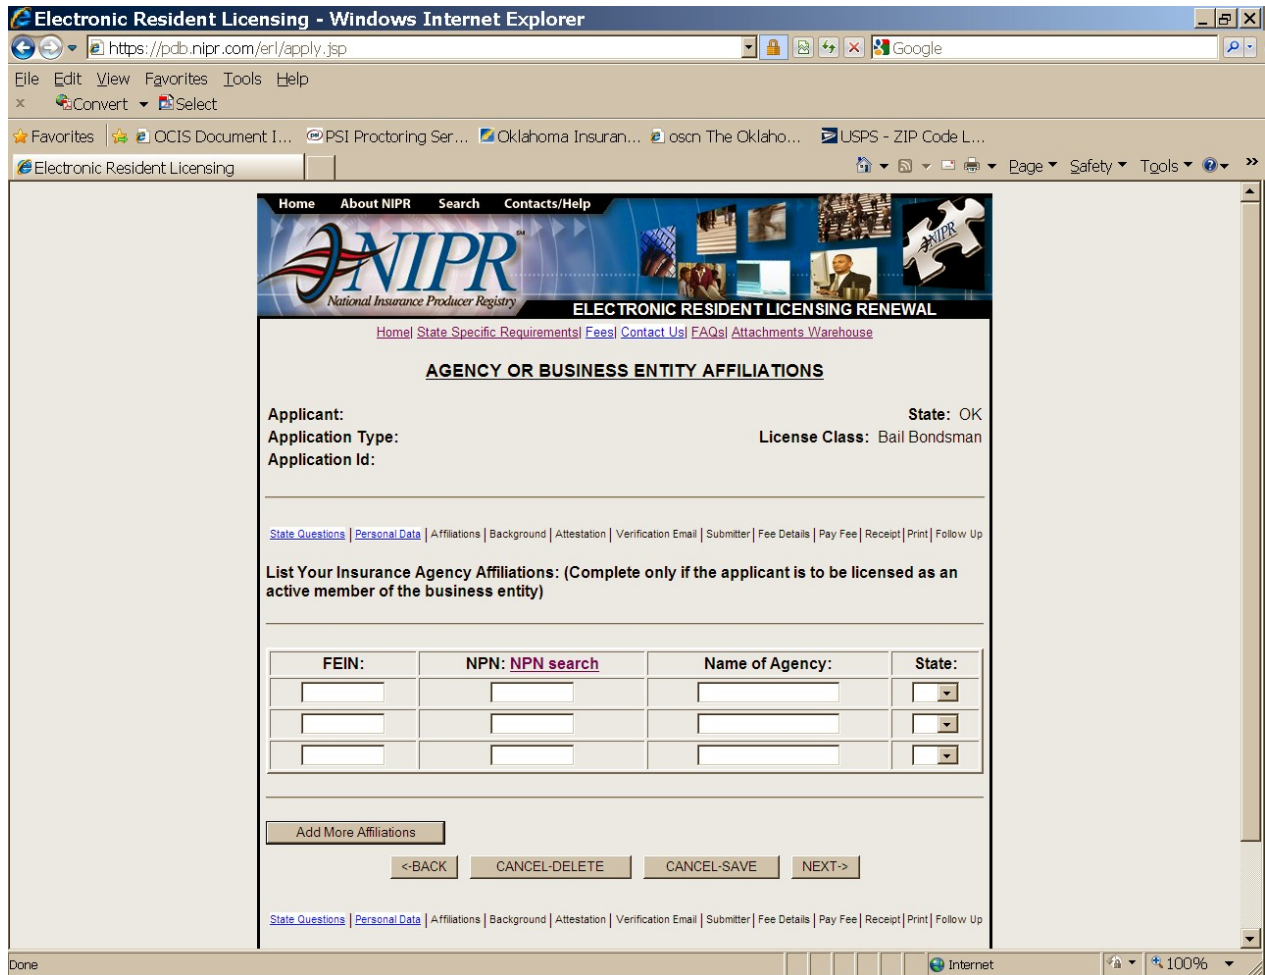 Electronic Resident Licensing - Windows Internet Explorer
https://pdb.nipr.com/erl/apply.jsp
Google
File Edit View Favorites Tools Help
x Convert Select
Favorites OCIS Document I... PSI Proctoring Ser... Oklahoma Insuran... oscn The Oklaho... USPS - ZIP Code L...
Electronic Resident Licensing Page Safety Tools »
Home About NIPR Search Contacts/Help
NIPR
SM
NIPR
National Insurance Producer Registry
ELECTRONIC RESIDENT LICENSING RENEWAL
Home| State Specific Requirements| Fees| Contact Us| FAQs| Attachments Warehouse
AGENCY OR BUSINESS ENTITY AFFILIATIONS
Applicant: State: OK
Application Type: License Class: Bail Bondsman
Application Id:
State Questions | Personal Data | Affiliations | Background | Attestation | Verification Email | Submitter | Fee Details | Pay Fee | Receipt | Print | Follow Up
List Your Insurance Agency Affiliations: (Complete only if the applicant is to be licensed as an
active member of the business entity)
FEIN: NPN: NPN search Name of Agency: State:
Add More Affiliations
<-BACK CANCEL-DELETE CANCEL-SAVE NEXT->
State Questions | Personal Data | Affiliations | Background | Attestation | Verification Email | Submitter | Fee Details | Pay Fee | Receipt | Print | Follow Up
Done Internet 100%